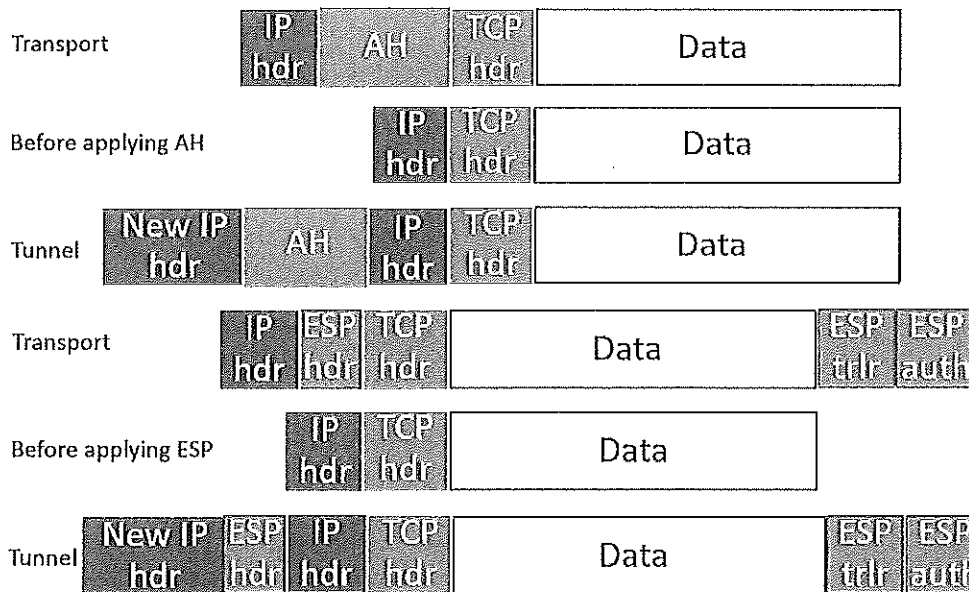 Transport IP hdr AH TCP hdr Data
Before applying AH IP hdr TCP hdr Data
Tunnel New IP hdr AH IP hdr TCP hdr Data
Transport IP hdr ESP hdr TCP hdr Data ESP trlr ESP auth
Before applying ESP IP hdr TCP hdr Data
Tunnel New IP hdr ESP hdr IP hdr TCP hdr Data ESP trlr ESP auth